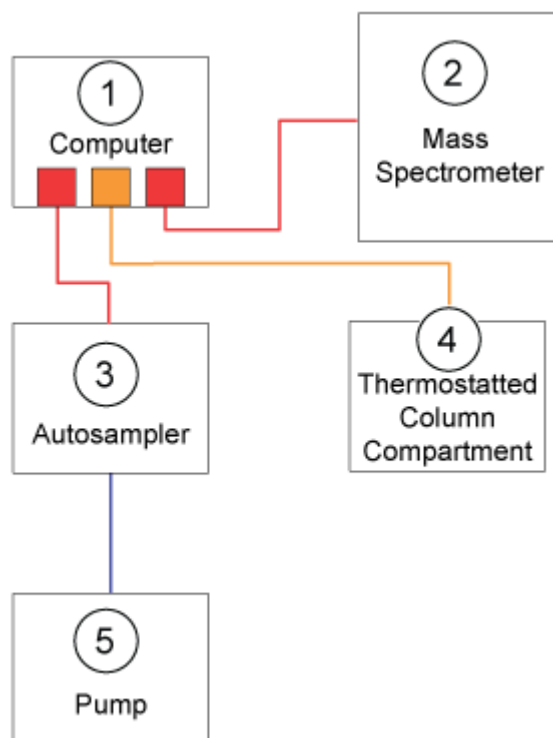 1
Computer
2
Mass
Spectrometer
3
Autosampler
4
Thermostatted
Column
Compartment
5
Pump